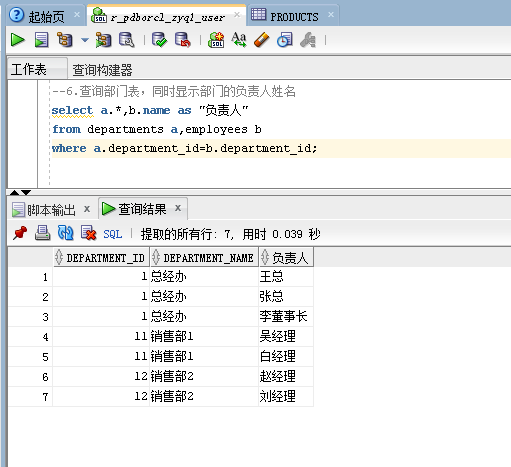 起始页 r_pdborcl_zyq1_user PRODUCTS
工作表 查询构建器
--6.查询部门表，同时显示部门的负责人姓名
select a.*,b.name as "负责人"
from departments a,employees b
where a.department_id=b.department_id;
脚本输出 x 查询结果 x
SQL | 提取的所有行: 7, 用时 0.039 秒
DEPARTMENT_ID DEPARTMENT_NAME 负责人
1 1 总经办 王总
2 1 总经办 张总
3 1 总经办 李董事长
4 11 销售部1 吴经理
5 11 销售部1 白经理
6 12 销售部2 赵经理
7 12 销售部2 刘经理